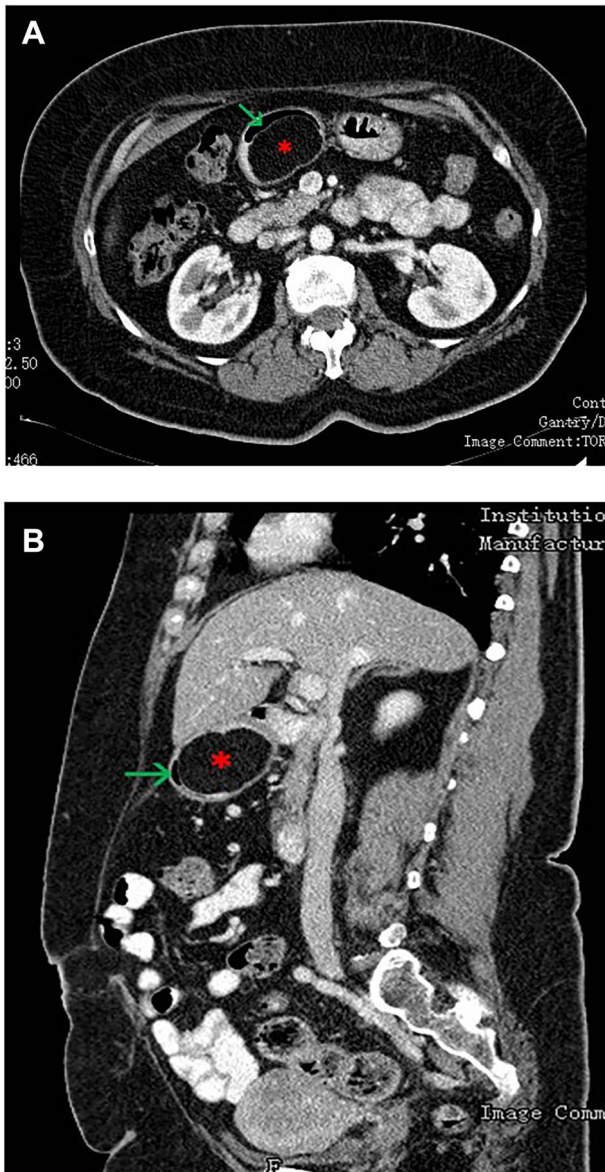 A
:3
2.50
00
:466
Cont
Gantry/D
Image Comment:TOR
B
Institutio
Manufactur
Image Comm
F